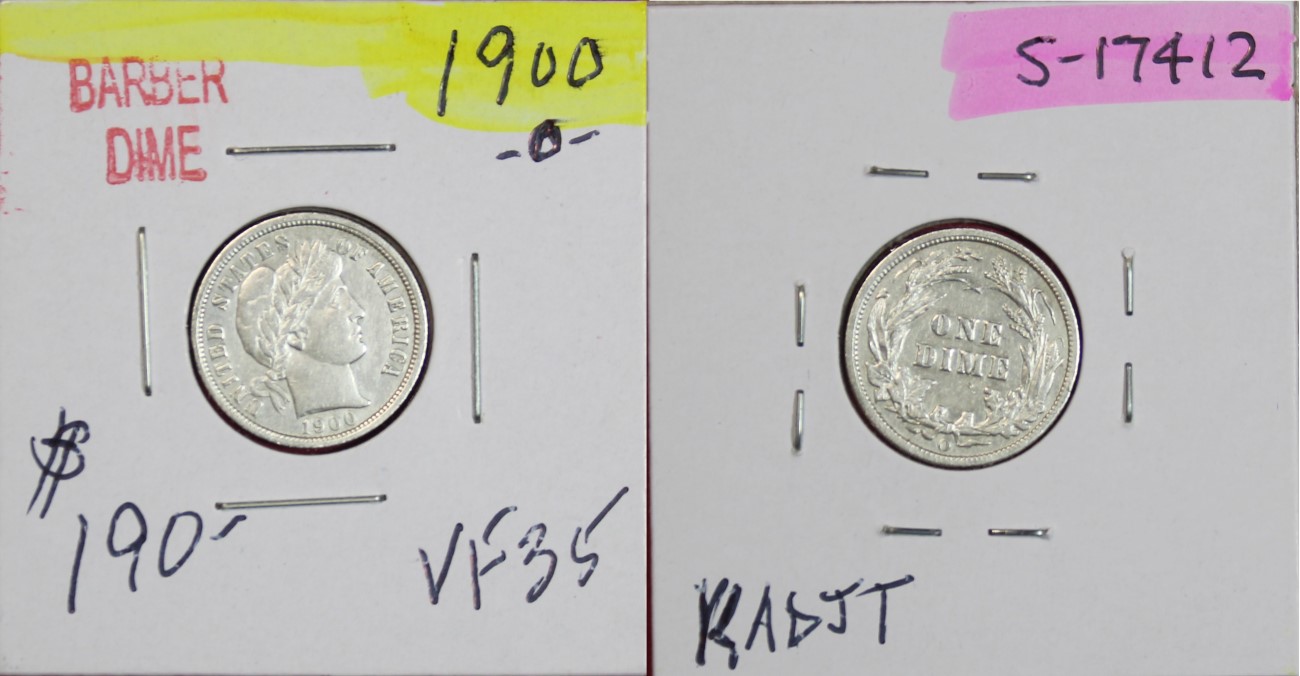 BARBER
DIME
1900
-O-
UNITED STATES OF AMERICA
1900
$
190-
VF35
S-17412
ONE
DIME
O